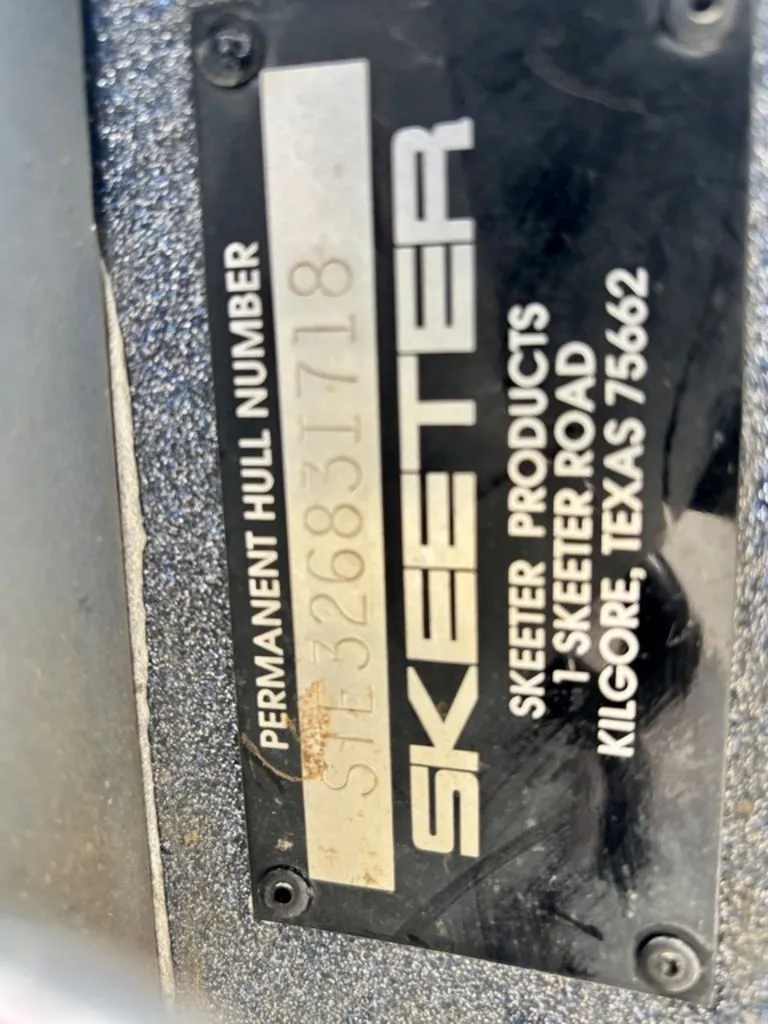 PERMANENT HULL NUMBER
STE32683I718
SKEETER
SKEETER PRODUCTS
1 SKEETER ROAD
KILGORE, TEXAS 75662